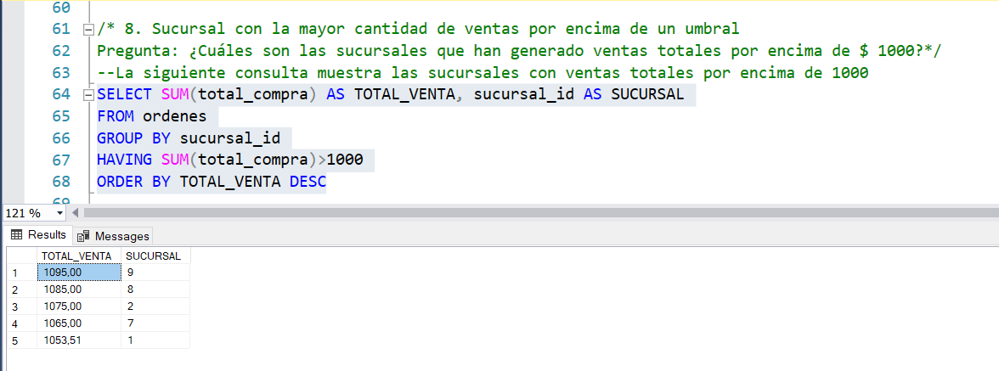 60
61 /* 8. Sucursal con la mayor cantidad de ventas por encima de un umbral
62 Pregunta: ¿Cuáles son las sucursales que han generado ventas totales por encima de $ 1000?*/
63 --La siguiente consulta muestra las sucursales con ventas totales por encima de 1000
64 SELECT SUM(total_compra) AS TOTAL_VENTA, sucursal_id AS SUCURSAL
65 FROM ordenes
66 GROUP BY sucursal_id
67 HAVING SUM(total_compra)>1000
68 ORDER BY TOTAL_VENTA DESC
69
121 %
Results Messages
TOTAL_VENTA SUCURSAL
1 1095,00 9
2 1085,00 8
3 1075,00 2
4 1065,00 7
5 1053,51 1